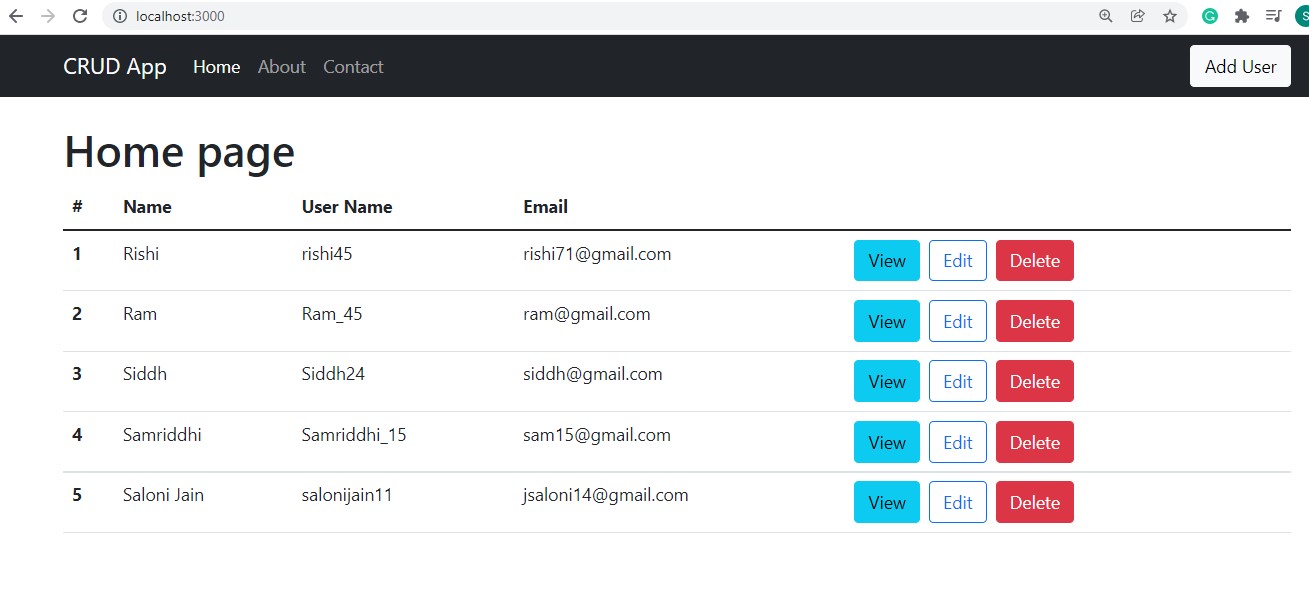 localhost:3000
CRUD App Home About Contact Add User
Home page
# Name User Name Email
1 Rishi rishi45 rishi71@gmail.com View Edit Delete
2 Ram Ram_45 ram@gmail.com View Edit Delete
3 Siddh Siddh24 siddh@gmail.com View Edit Delete
4 Samriddhi Samriddhi_15 sam15@gmail.com View Edit Delete
5 Saloni Jain salonijain11 jsaloni14@gmail.com View Edit Delete